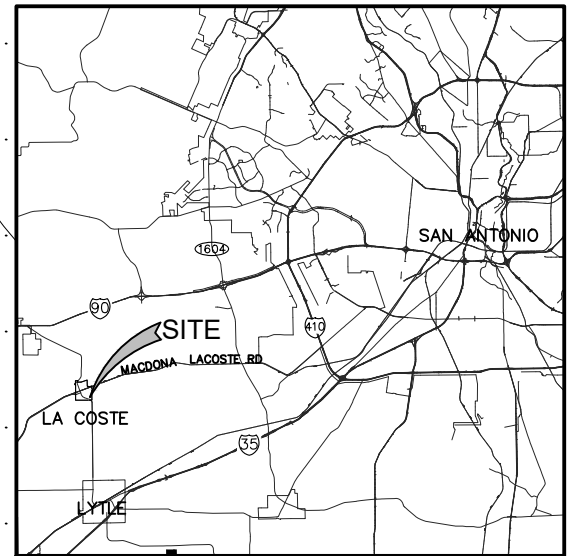 SAN ANTONIO
1604
90
SITE
410
MACDONA LACOSTE RD
LA COSTE
35
LYTLE